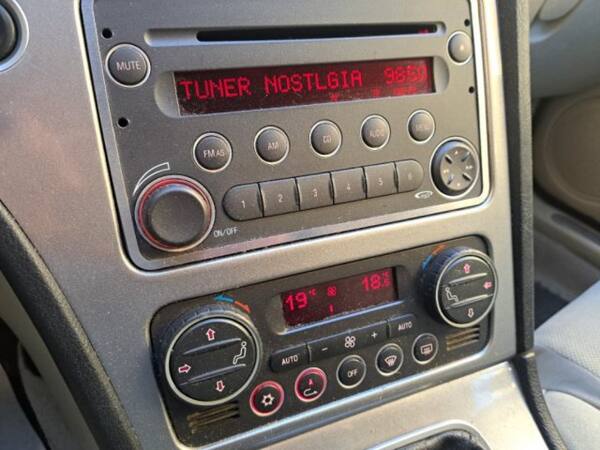 MUTE
TUNER NOSTLGIA 9850
FM AS AM CD
1 2 3 4 5 6
ON/OFF
19°C 18.5°C
AUTO - + AUTO
OFF
A